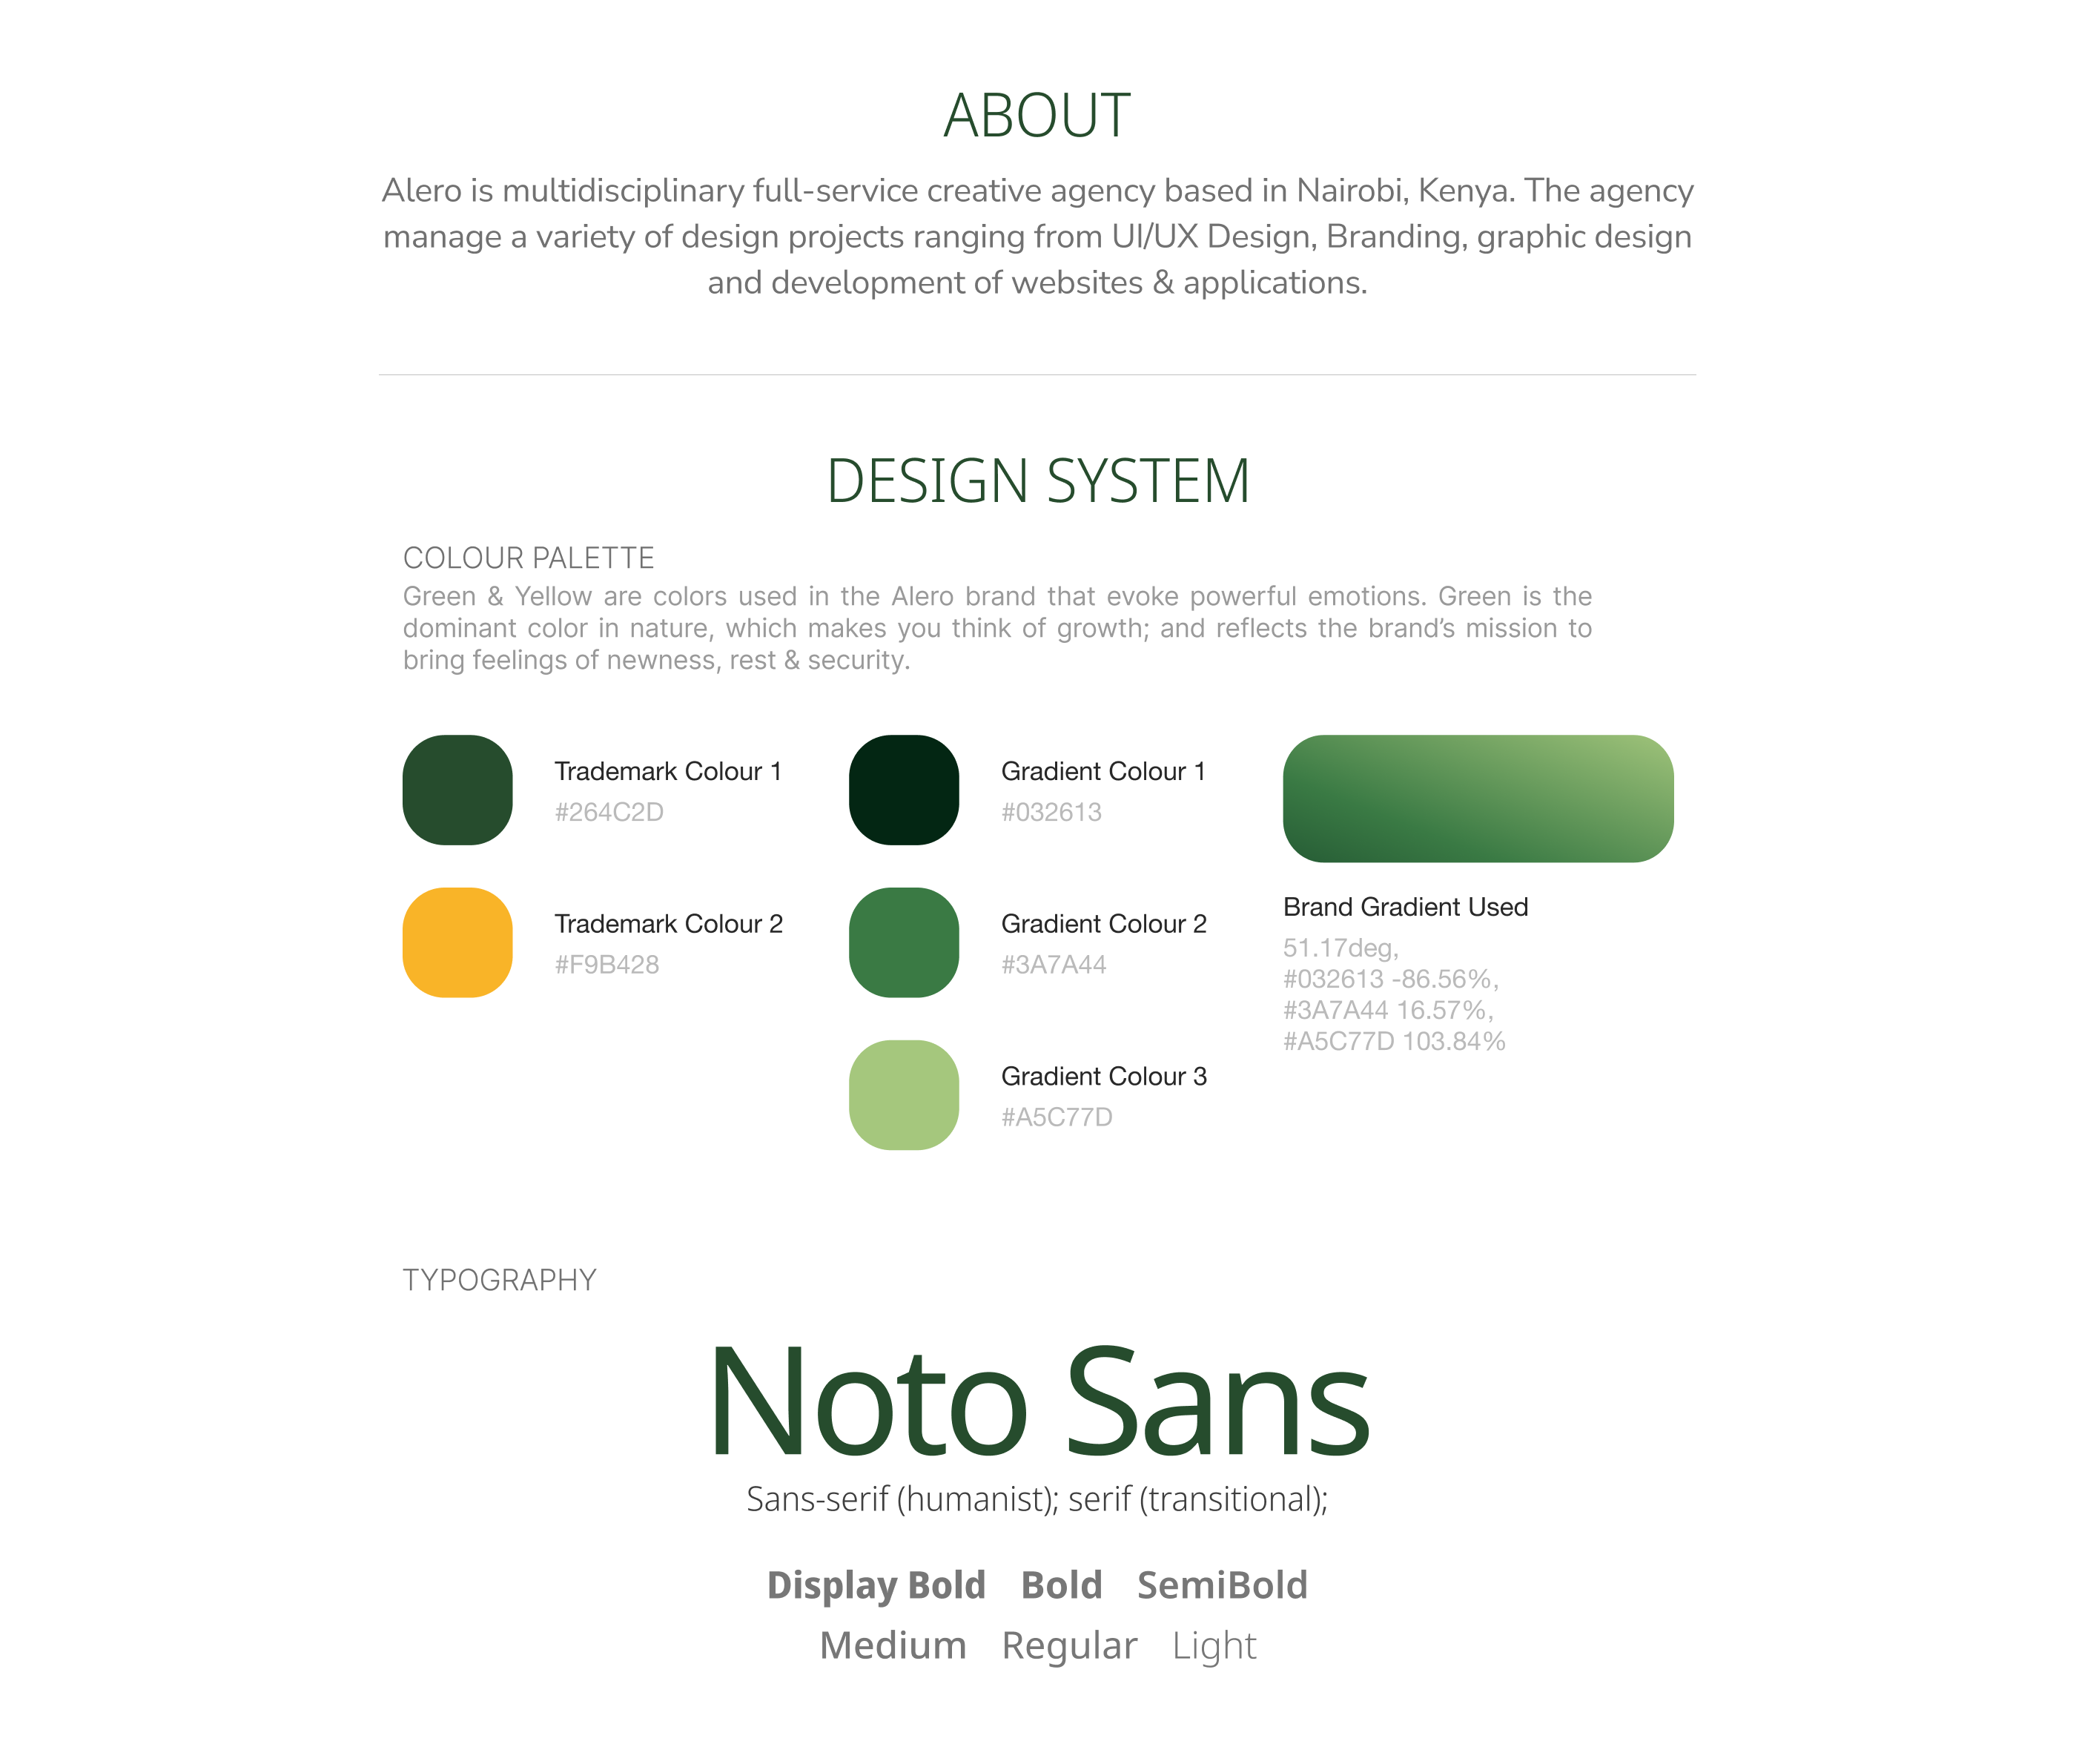 ABOUT
Alero is multidisciplinary full-service creative agency based in Nairobi, Kenya. The agency
manage a variety of design projects ranging from UI/UX Design, Branding, graphic design
and development of websites & applications.
DESIGN SYSTEM
COLOUR PALETTE
Green & Yellow are colors used in the Alero brand that evoke powerful emotions. Green is the
dominant color in nature, which makes you think of growth; and reflects the brand’s mission to
bring feelings of newness, rest & security.
Trademark Colour 1
#264C2D
Trademark Colour 2
#F9B428
Gradient Colour 1
#032613
Gradient Colour 2
#3A7A44
Gradient Colour 3
#A5C77D
Brand Gradient Used
51.17deg,
#032613 -86.56%,
#3A7A44 16.57%,
#A5C77D 103.84%
TYPOGRAPHY
Noto Sans
Sans-serif (humanist); serif (transitional);
Display Bold Bold SemiBold
Medium Regular Light